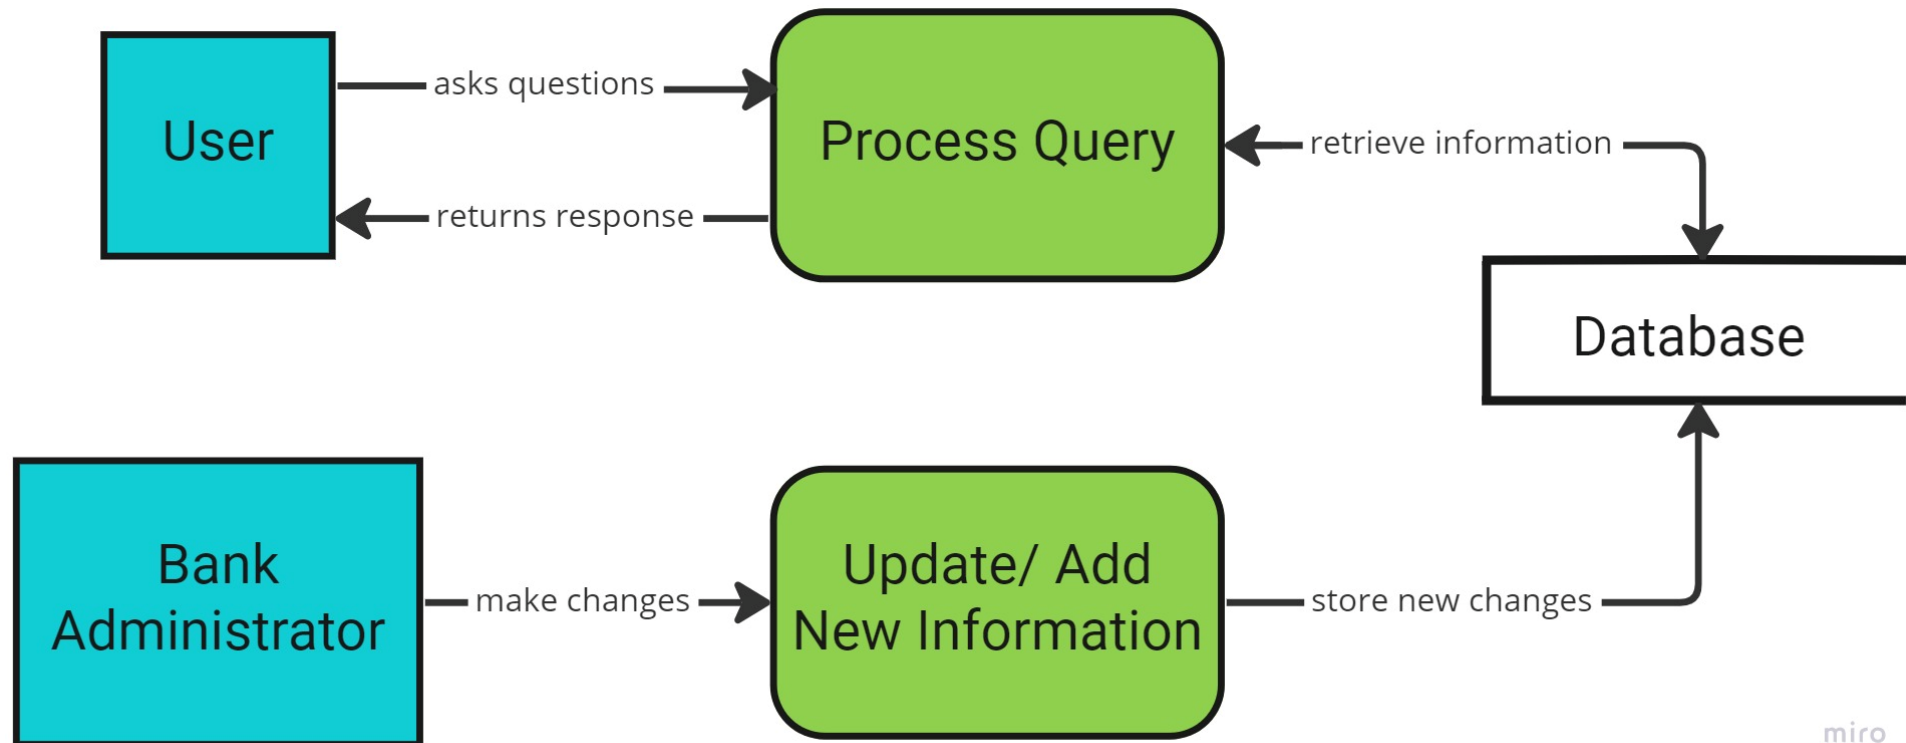 User
asks questions
returns response
Process Query
retrieve information
Database
Bank
Administrator
make changes
Update/ Add
New Information
store new changes
miro